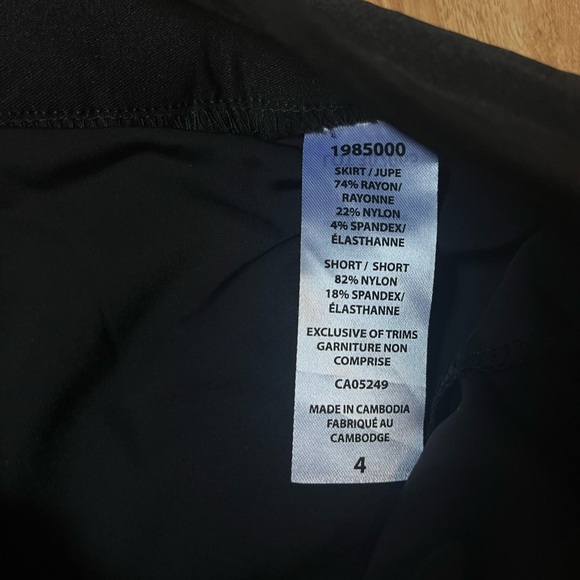 1985000
SKIRT / JUPE
74% RAYON/
RAYONNE
22% NYLON
4% SPANDEX/
ÉLASTHANNE
SHORT / SHORT
82% NYLON
18% SPANDEX/
ÉLASTHANNE
EXCLUSIVE OF TRIMS
GARNITURE NON
COMPRISE
CA05249
MADE IN CAMBODIA
FABRIQUÉ AU
CAMBODGE
4